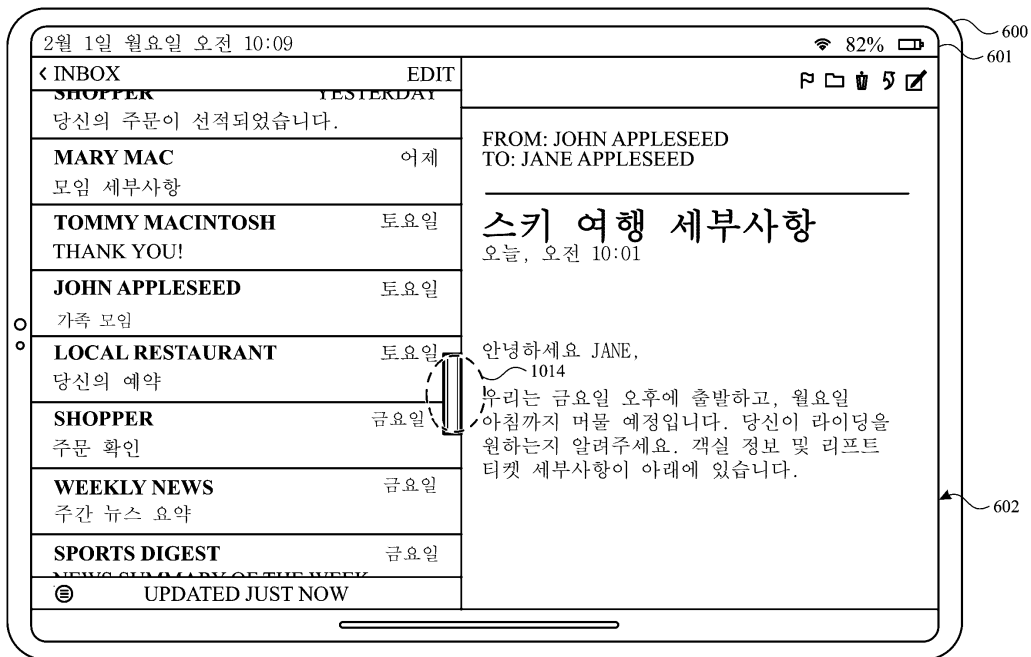 600
2월 1일 월요일 오전 10:09
82%
601
< INBOX
EDIT
SHOPPER
YESTERDAY
당신의 주문이 선적되었습니다.
MARY MAC
어제
모임 세부사항
TOMMY MACINTOSH
토요일
THANK YOU!
JOHN APPLESEED
토요일
가족 모임
LOCAL RESTAURANT
토요일
당신의 예약
SHOPPER
금요일
주문 확인
WEEKLY NEWS
금요일
주간 뉴스 요약
SPORTS DIGEST
금요일
NEWS SUMMARY OF THE WEEK
UPDATED JUST NOW
FROM: JOHN APPLESEED
TO: JANE APPLESEED
스키 여행 세부사항
오늘, 오전 10:01
안녕하세요 JANE,
1014
우리는 금요일 오후에 출발하고, 월요일
아침까지 머물 예정입니다. 당신이 라이딩을
원하는지 알려주세요. 객실 정보 및 리프트
티켓 세부사항이 아래에 있습니다.
602